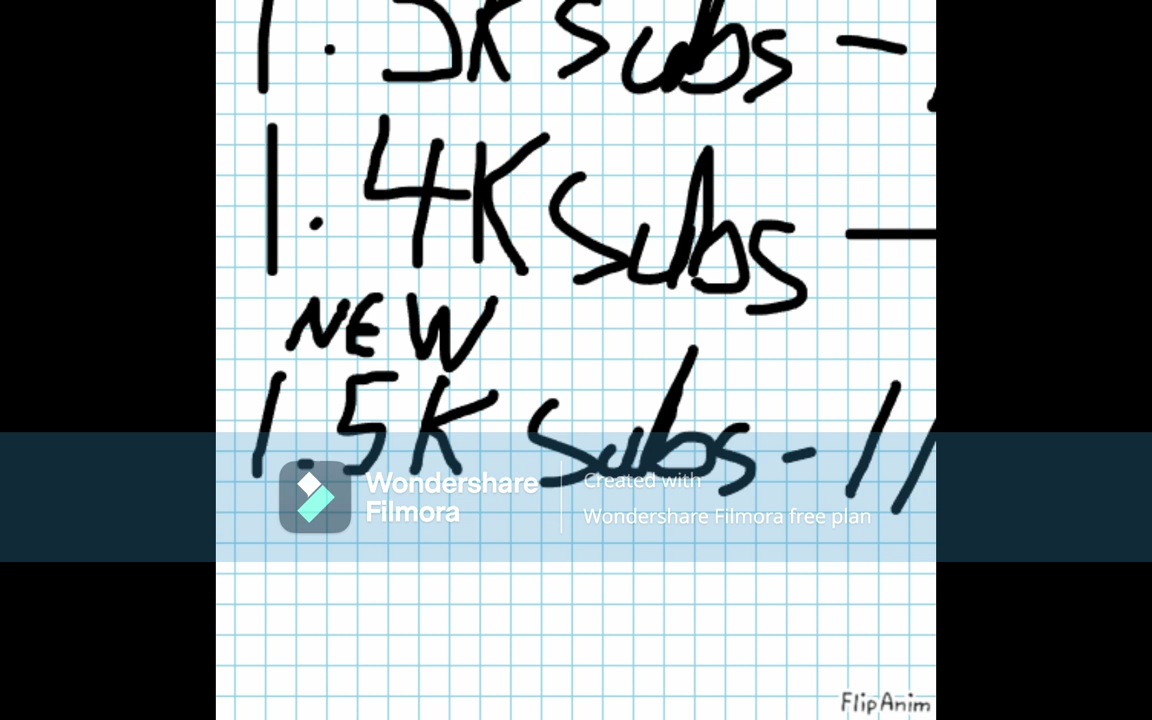 1.3K Subs -
1.4K Subs -
NEW
1.5K Subs - 11
Wondershare
Filmora
Created with
Wondershare Filmora free plan
FlipAnim